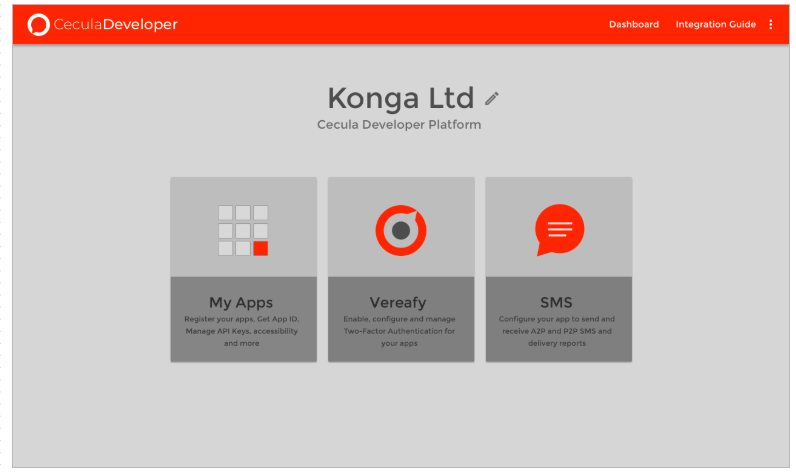 CeculaDeveloper
Dashboard Integration Guide
Konga Ltd
Cecula Developer Platform
My Apps
Register your apps, Get App ID,
Manage API Keys, accessibility
and more
Vereafy
Enable, configure and manage
Two-Factor Authentication for
your apps
SMS
Configure your app to send and
receive A2P and P2P SMS and
delivery reports